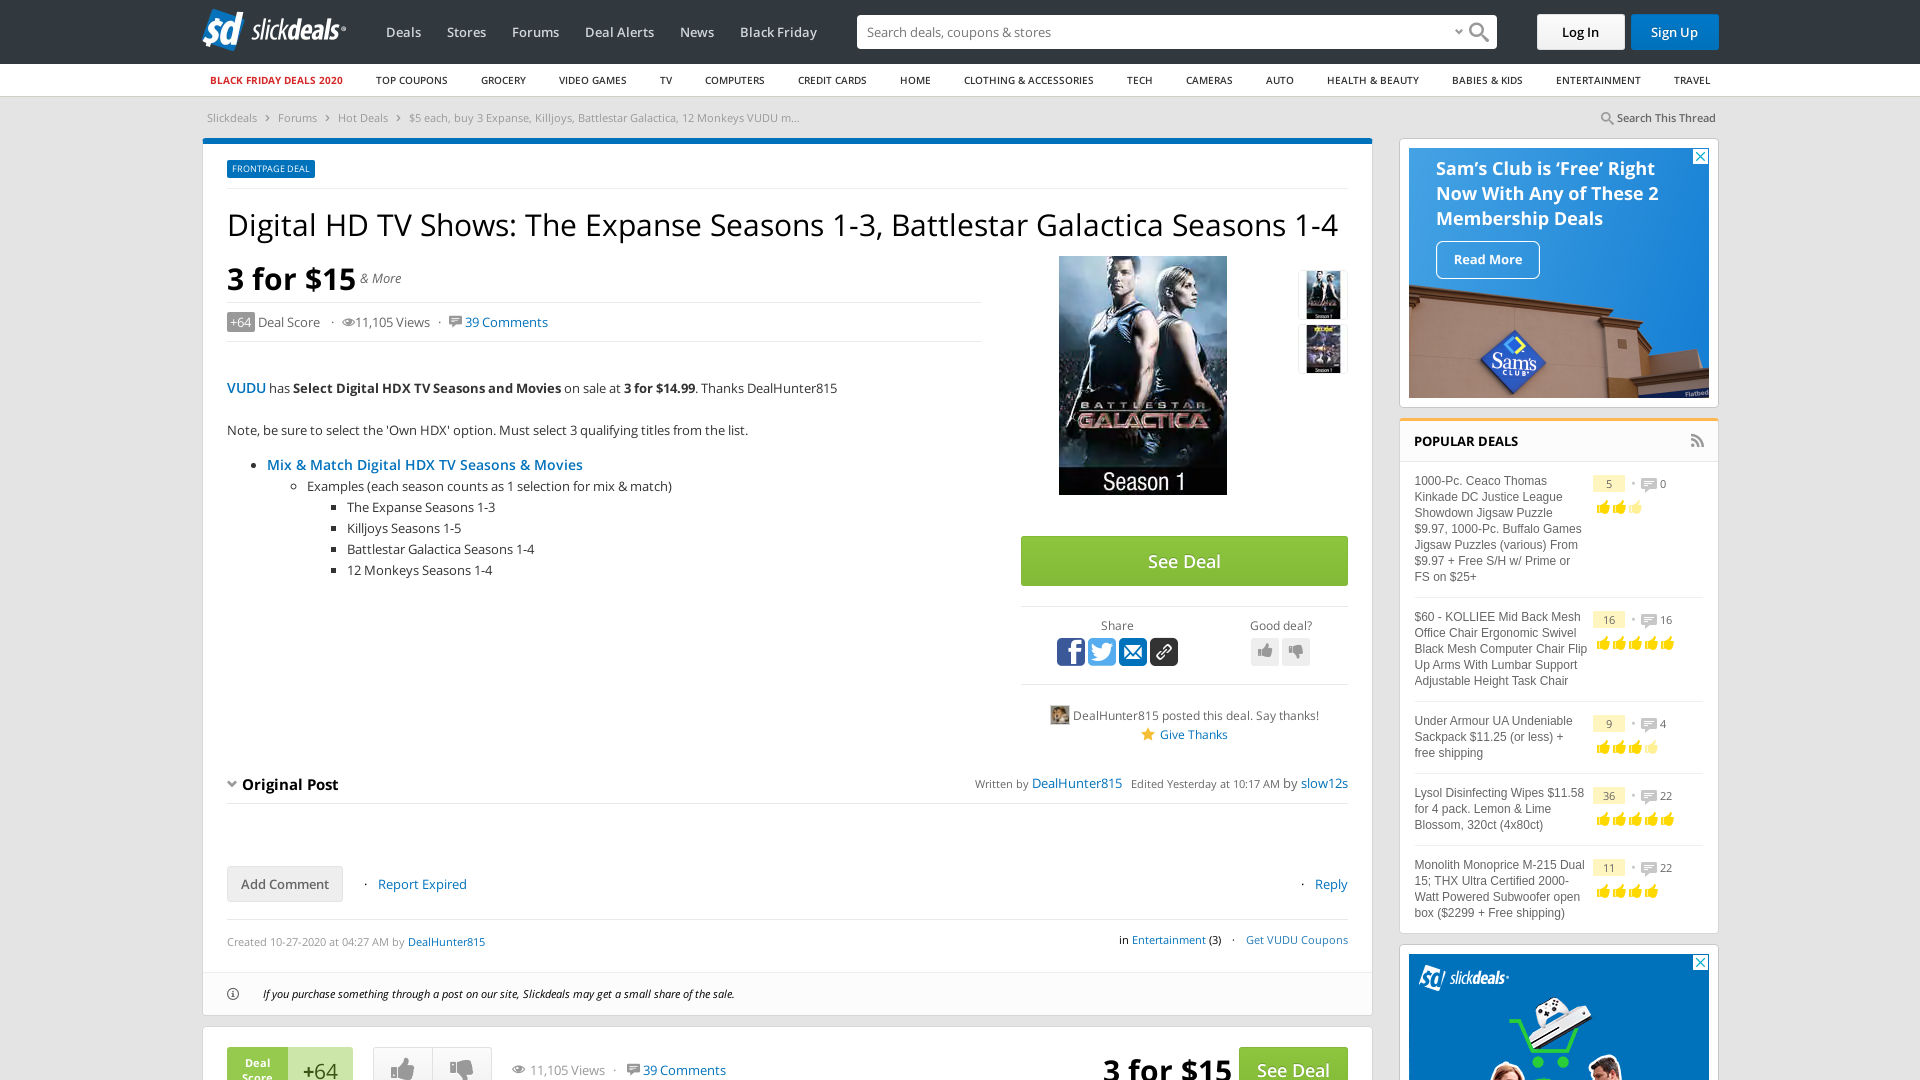 slickdeals
Deals
Stores
Forums
Deal Alerts
News
Black Friday
Search deals, coupons & stores
Log In
Sign Up
BLACK FRIDAY DEALS 2020
TOP COUPONS
GROCERY
VIDEO GAMES
TV
COMPUTERS
CREDIT CARDS
HOME
CLOTHING & ACCESSORIES
TECH
CAMERAS
AUTO
HEALTH & BEAUTY
BABIES & KIDS
ENTERTAINMENT
TRAVEL
Slickdeals › Forums › Hot Deals › $5 each, buy 3 Expanse, Killjoys, Battlestar Galactica, 12 Monkeys VUDU m...
Search This Thread
FRONTPAGE DEAL
Digital HD TV Shows: The Expanse Seasons 1-3, Battlestar Galactica Seasons 1-4
3 for $15 & More
+64 Deal Score · 11,105 Views · 39 Comments
VUDU has Select Digital HDX TV Seasons and Movies on sale at 3 for $14.99. Thanks DealHunter815
Note, be sure to select the 'Own HDX' option. Must select 3 qualifying titles from the list.
Mix & Match Digital HDX TV Seasons & Movies
Examples (each season counts as 1 selection for mix & match)
The Expanse Seasons 1-3
Killjoys Seasons 1-5
Battlestar Galactica Seasons 1-4
12 Monkeys Seasons 1-4
BATTLESTAR
GALACTICA
Season 1
Season 1
Season 1
See Deal
Share
Good deal?
DealHunter815 posted this deal. Say thanks!
Give Thanks
Original Post
Written by DealHunter815 Edited Yesterday at 10:17 AM by slow12s
Add Comment · Report Expired
· Reply
Created 10-27-2020 at 04:27 AM by DealHunter815
in Entertainment (3) · Get VUDU Coupons
If you purchase something through a post on our site, Slickdeals may get a small share of the sale.
Deal
Score
+64
11,105 Views · 39 Comments
3 for $15
See Deal
Sam's Club is ‘Free’ Right
Now With Any of These 2
Membership Deals
Read More
Sam's
CLUB
Flatbed
POPULAR DEALS
1000-Pc. Ceaco Thomas
Kinkade DC Justice League
Showdown Jigsaw Puzzle
$9.97, 1000-Pc. Buffalo Games
Jigsaw Puzzles (various) From
$9.97 + Free S/H w/ Prime or
FS on $25+
5 · 0
$60 - KOLLIEE Mid Back Mesh
Office Chair Ergonomic Swivel
Black Mesh Computer Chair Flip
Up Arms With Lumbar Support
Adjustable Height Task Chair
16 · 16
Under Armour UA Undeniable
Sackpack $11.25 (or less) +
free shipping
9 · 4
Lysol Disinfecting Wipes $11.58
for 4 pack. Lemon & Lime
Blossom, 320ct (4x80ct)
36 · 22
Monolith Monoprice M-215 Dual
15; THX Ultra Certified 2000-
Watt Powered Subwoofer open
box ($2299 + Free shipping)
11 · 22
slickdeals